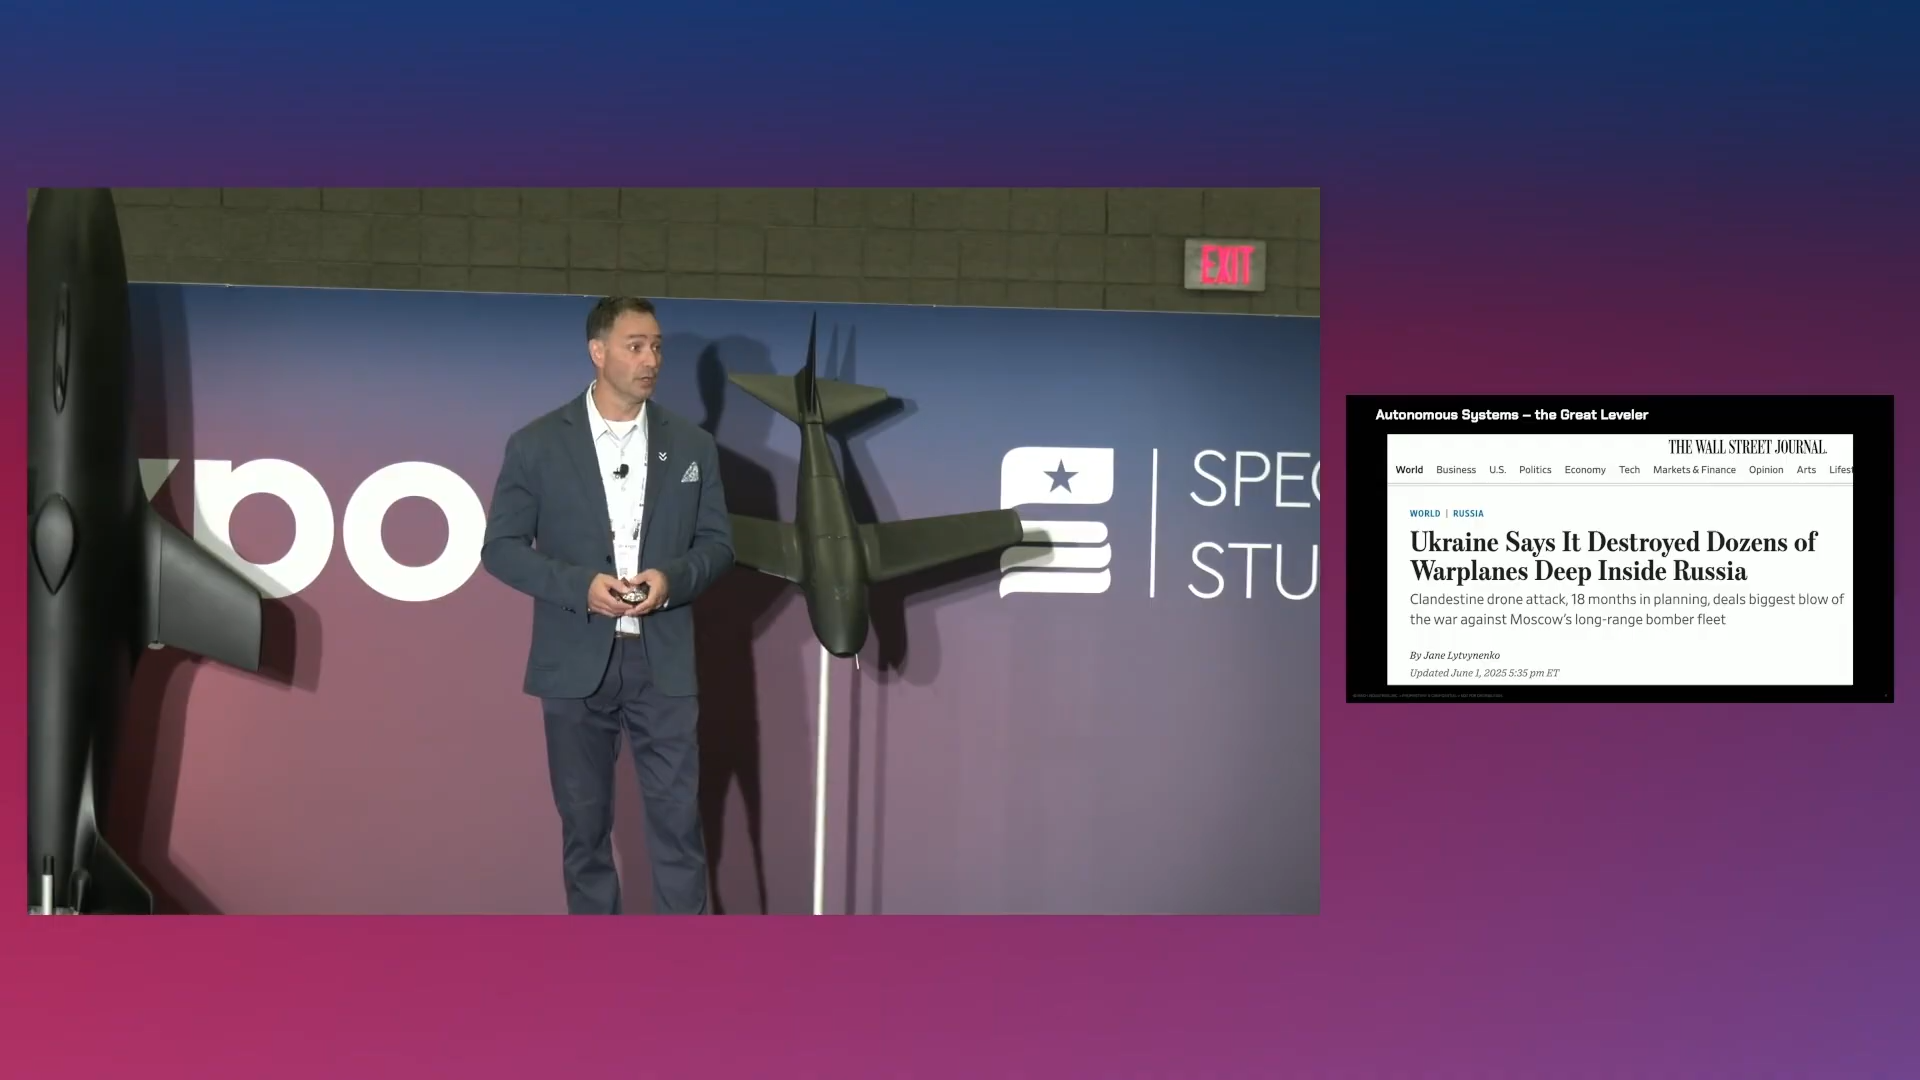 EXIT
xpo
SPEC
STU
Autonomous Systems – the Great Leveler
THE WALL STREET JOURNAL.
World Business U.S. Politics Economy Tech Markets & Finance Opinion Arts Lifest
WORLD | RUSSIA
Ukraine Says It Destroyed Dozens of
Warplanes Deep Inside Russia
Clandestine drone attack, 18 months in planning, deals biggest blow of
the war against Moscow's long-range bomber fleet
By Jane Lytvynenko
Updated June 1, 2025 5:35 pm ET